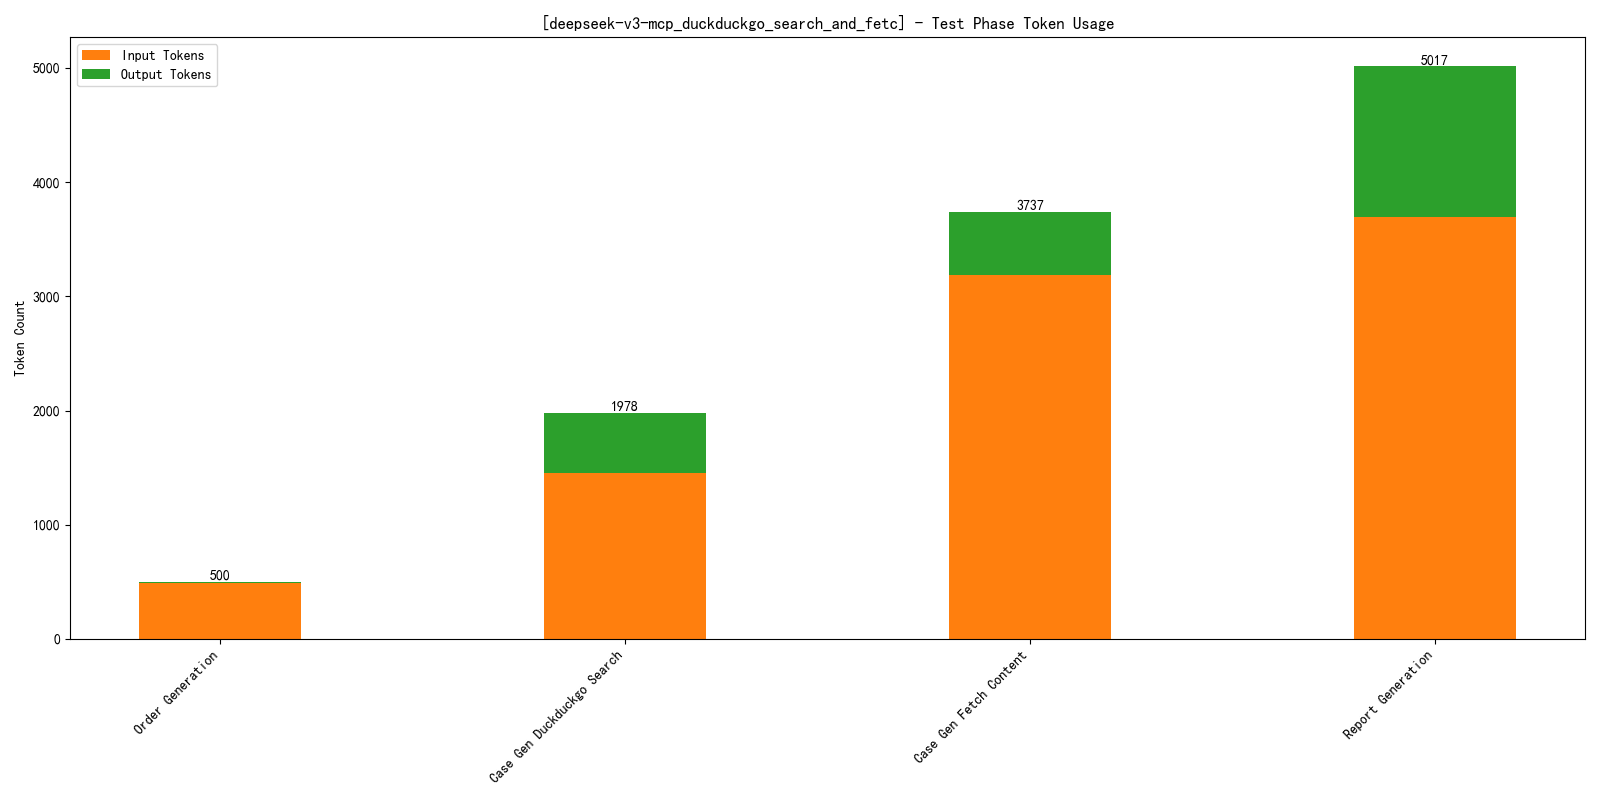 [deepseek-v3-mcp_duckduckgo_search_and_fetc] - Test Phase Token Usage
Input Tokens
Output Tokens
Token Count
5000
4000
3000
2000
1000
0
500
1978
3737
5017
Order Generation
Case Gen Duckduckgo Search
Case Gen Fetch Content
Report Generation